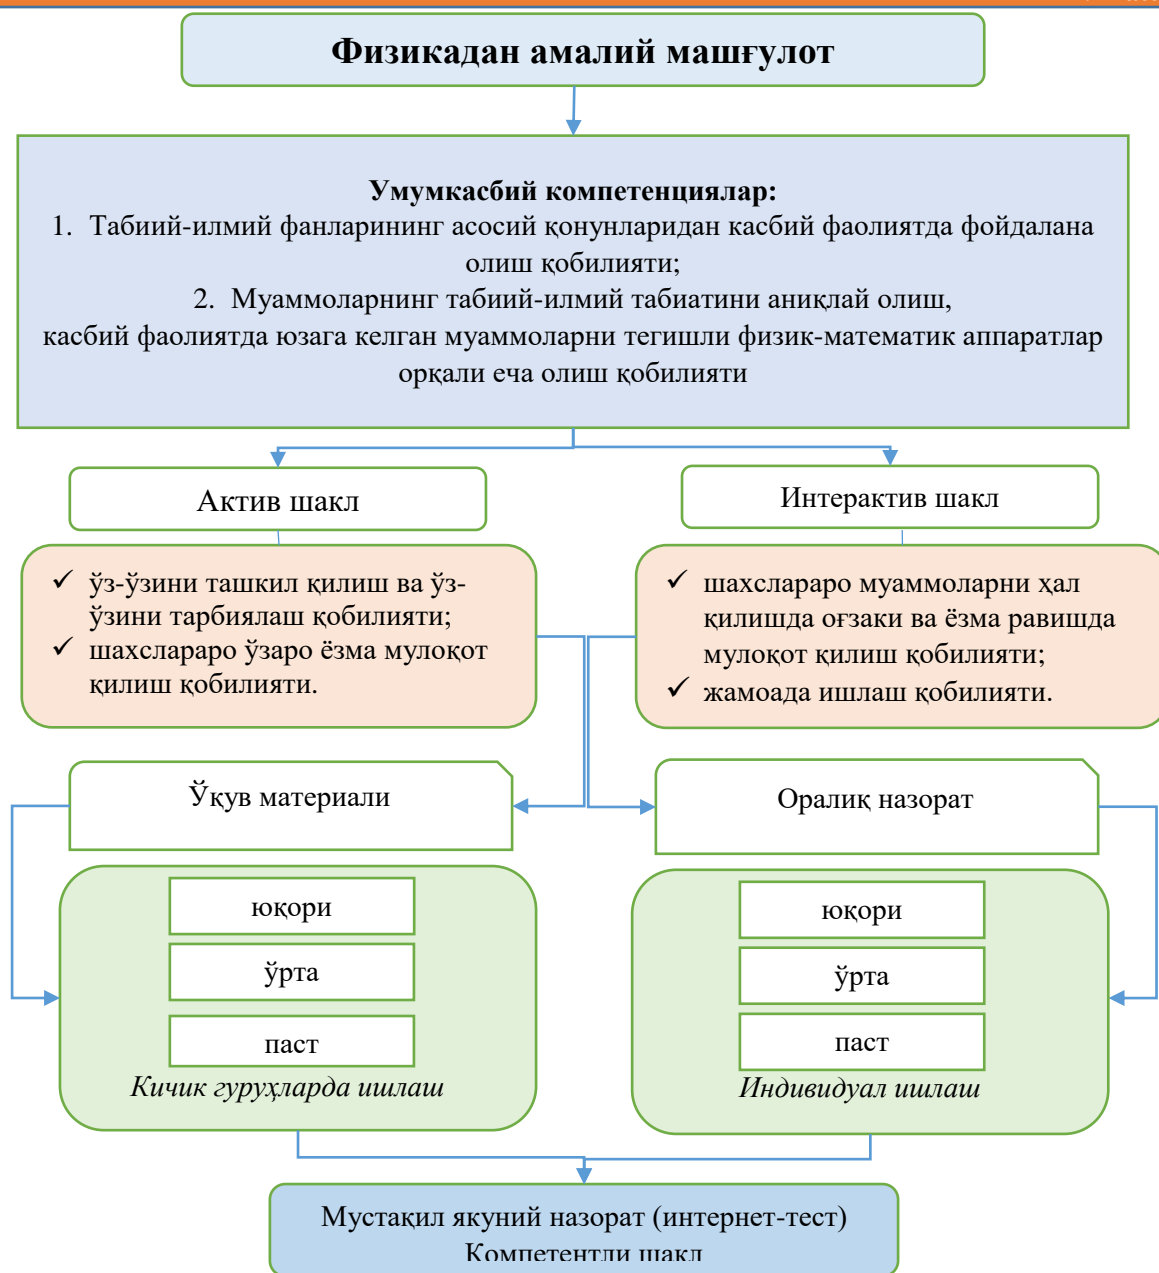 Физикадан амалий машғулот
Умумкасбий компетенциялар:
1. Табиий-илмий фанларининг асосий қонунларидан касбий фаолиятда фойдалана
олиш қобилияти;
2. Муаммоларнинг табиий-илмий табиатини аниқлай олиш,
касбий фаолиятда юзага келган муаммоларни тегишли физик-математик аппаратлар
орқали еча олиш қобилияти
Актив шакл
Интерактив шакл
✓ ўз-ўзини ташкил қилиш ва ўз-
ўзини тарбиялаш қобилияти;
✓ шахслараро ўзаро ёзма мулоқот
қилиш қобилияти.
✓ шахслараро муаммоларни ҳал
қилишда оғзаки ва ёзма равишда
мулоқот қилиш қобилияти;
✓ жамоада ишлаш қобилияти.
Ўқув материали
Оралиқ назорат
юқори
ўрта
паст
Кичик гуруҳларда ишлаш
юқори
ўрта
паст
Индивидуал ишлаш
Мустақил якуний назорат (интернет-тест)
Компетентли шакл